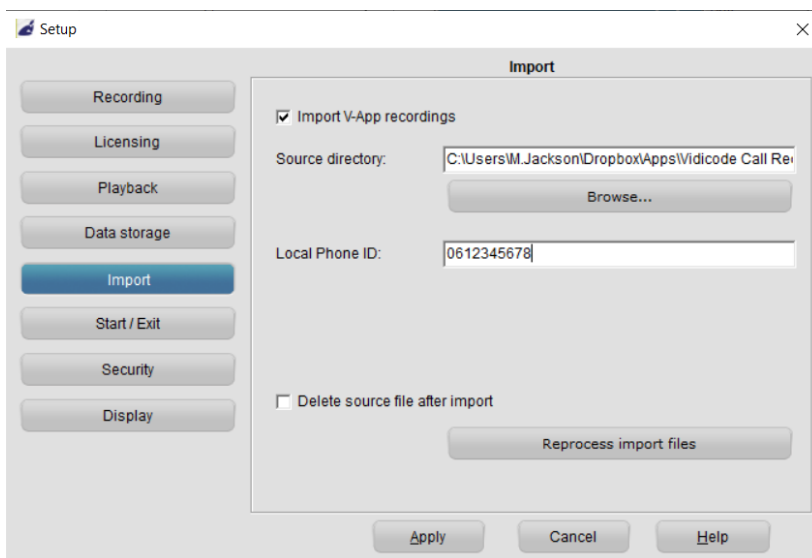 Setup
Import
Recording
Licensing
Playback
Data storage
Import
Start / Exit
Security
Display
Import V-App recordings
Source directory: C:\Users\M.Jackson\Dropbox\Apps\Vidicode Call Re
Browse...
Local Phone ID: 0612345678
Delete source file after import
Reprocess import files
Apply Cancel Help